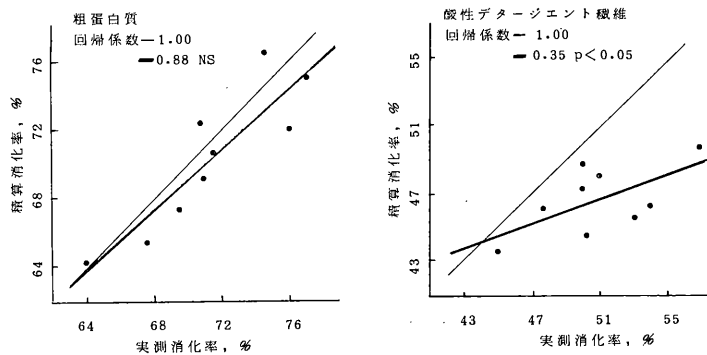 粗蛋白質
回帰係数—1.00
━0.88 NS
積算消化率, %
76
72
68
64
64 68 72 76
実測消化率, %
酸性デタージェント繊維
回帰係数— 1.00
━ 0.35 p<0.05
積算消化率, %
55
51
47
43
43 47 51 55
実測消化率, %